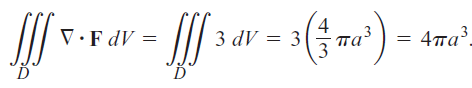 ∭_D ∇ · F dV = ∭_D 3 dV = 3(4/3 πa³) = 4πa³.